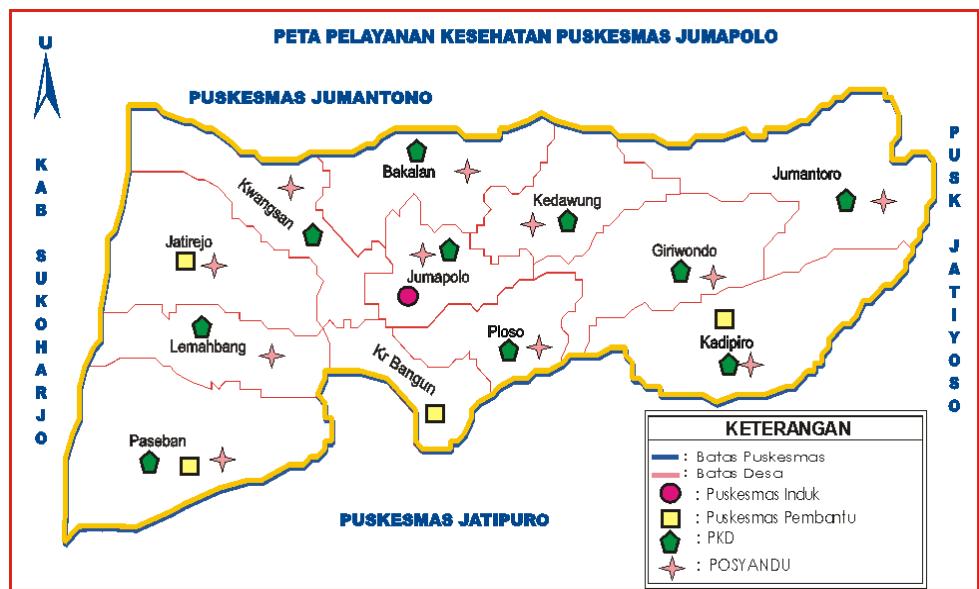 PETA PELAYANAN KESEHATAN PUSKESMAS JUMAPOLO
U
PUSKESMAS JUMANTONO
KAB SUKOHARJO
PUSK JATIYOSO
Bakalan
Kwangsan
Kedawung
Jumantoro
Jatirejo
Jumapolo
Giriwondo
Lemahbang
Ploso
Kadipiro
Kr Bangun
Paseban
PUSKESMAS JATIPURO
KETERANGAN
: Batas Puskesmas
: Batas Desa
: Puskesmas Induk
: Puskesmas Pembantu
: PKD
: POSYANDU